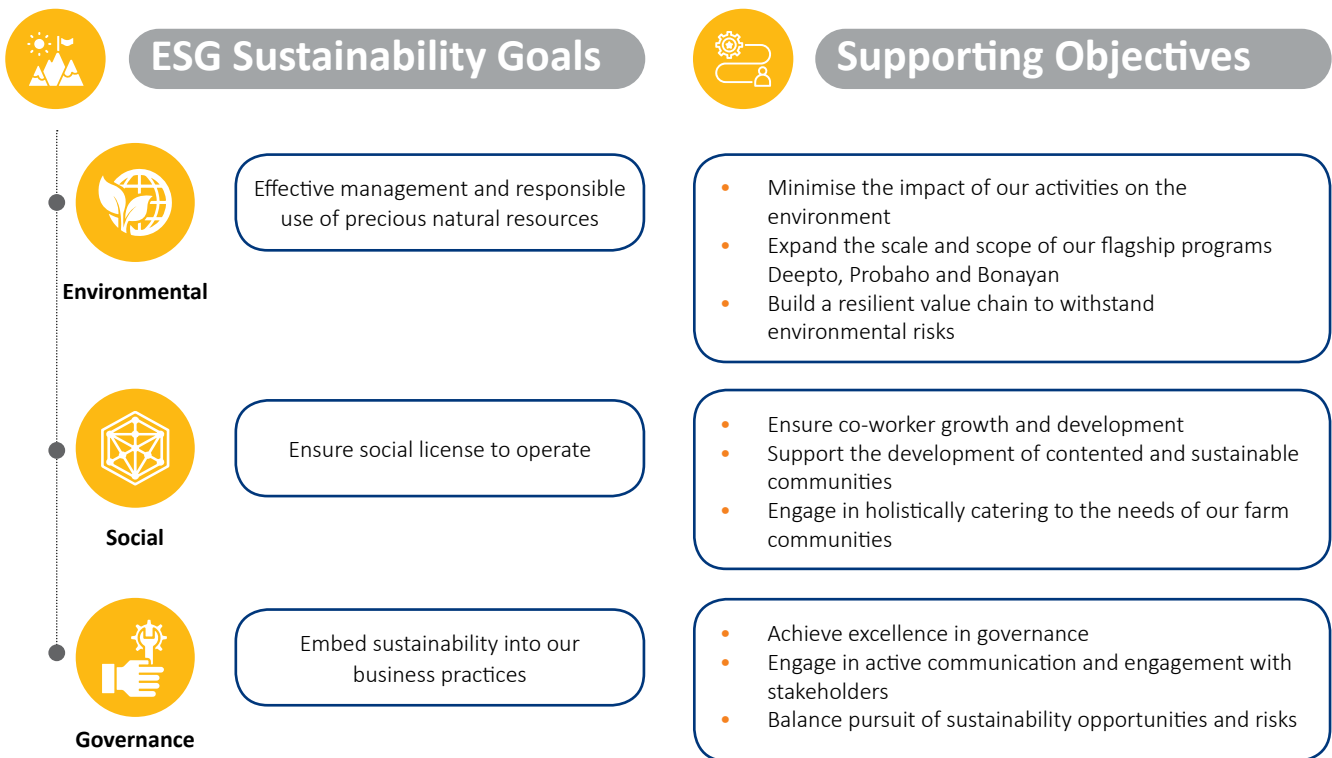 ESG Sustainability Goals
Supporting Objectives
Environmental
Effective management and responsible
use of precious natural resources
• Minimise the impact of our activities on the
environment
• Expand the scale and scope of our flagship programs
Deepto, Probaho and Bonayan
• Build a resilient value chain to withstand
environmental risks
Social
Ensure social license to operate
• Ensure co-worker growth and development
• Support the development of contented and sustainable
communities
• Engage in holistically catering to the needs of our farm
communities
Governance
Embed sustainability into our
business practices
• Achieve excellence in governance
• Engage in active communication and engagement with
stakeholders
• Balance pursuit of sustainability opportunities and risks